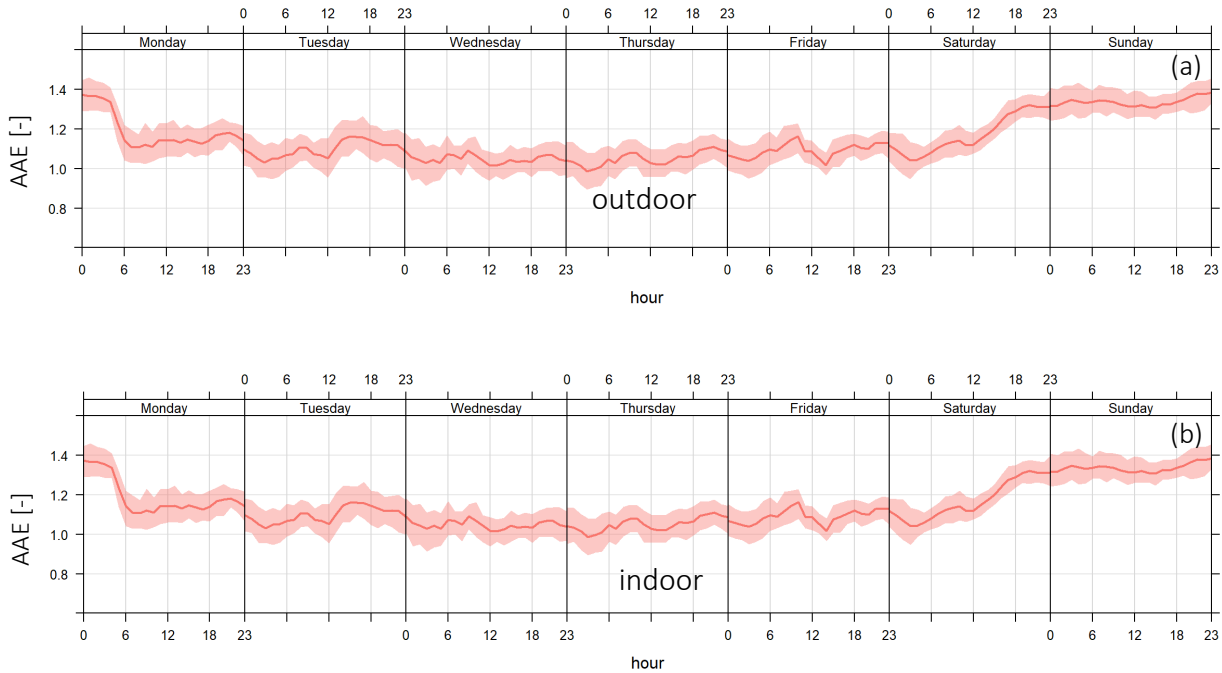 0 6 12 18 23 0 6 12 18 23 0 6 12 18 23
Monday Tuesday Wednesday Thursday Friday Saturday Sunday
(a)
1.4
1.2
1.0
0.8
AAE [-]
outdoor
0 6 12 18 23 0 6 12 18 23 0 6 12 18 23 0 6 12 18 23
hour
0 6 12 18 23 0 6 12 18 23 0 6 12 18 23
Monday Tuesday Wednesday Thursday Friday Saturday Sunday
(b)
1.4
1.2
1.0
0.8
AAE [-]
indoor
0 6 12 18 23 0 6 12 18 23 0 6 12 18 23 0 6 12 18 23
hour